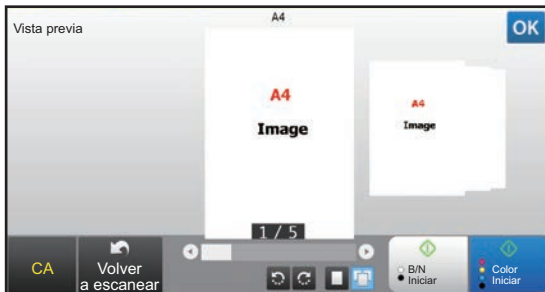 A4
Vista previa
OK
A4
Image
A4
Image
1 / 5
CA
Volver
a escanear
B/N
Iniciar
Color
Iniciar